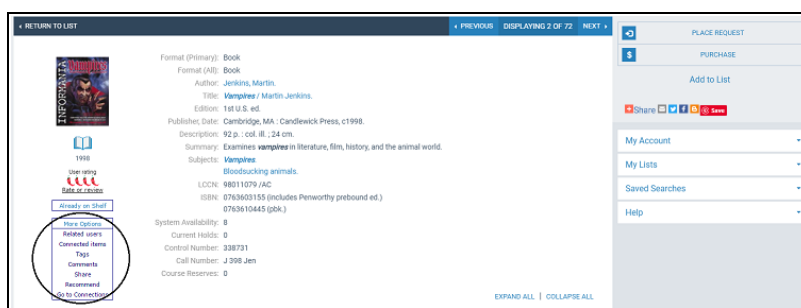 RETURN TO LIST
PREVIOUS DISPLAYING 2 OF 72 NEXT
INFORMANIA
Vampires
1998
User rating
Rate or review
Already on Shelf
More Options
Related users
Connected items
Tags
Comments
Share
Recommend
Go to Connections
Format (Primary): Book
Format (All): Book
Author: Jenkins, Martin.
Title: Vampires / Martin Jenkins.
Edition: 1st U.S. ed.
Publisher, Date: Cambridge, MA : Candlewick Press, c1998.
Description: 92 p. : col. ill. ; 24 cm.
Summary: Examines vampires in literature, film, history, and the animal world.
Subjects: Vampires.
Bloodsucking animals.
LCCN: 98011079 /AC
ISBN: 0763603155 (includes Penworthy prebound ed.)
0763610445 (pbk.)
System Availability: 8
Current Holds: 0
Control Number: 338731
Call Number: J 398 Jen
Course Reserves: 0
EXPAND ALL | COLLAPSE ALL
PLACE REQUEST
$ PURCHASE
Add to List
Share Save
My Account
My Lists
Saved Searches
Help